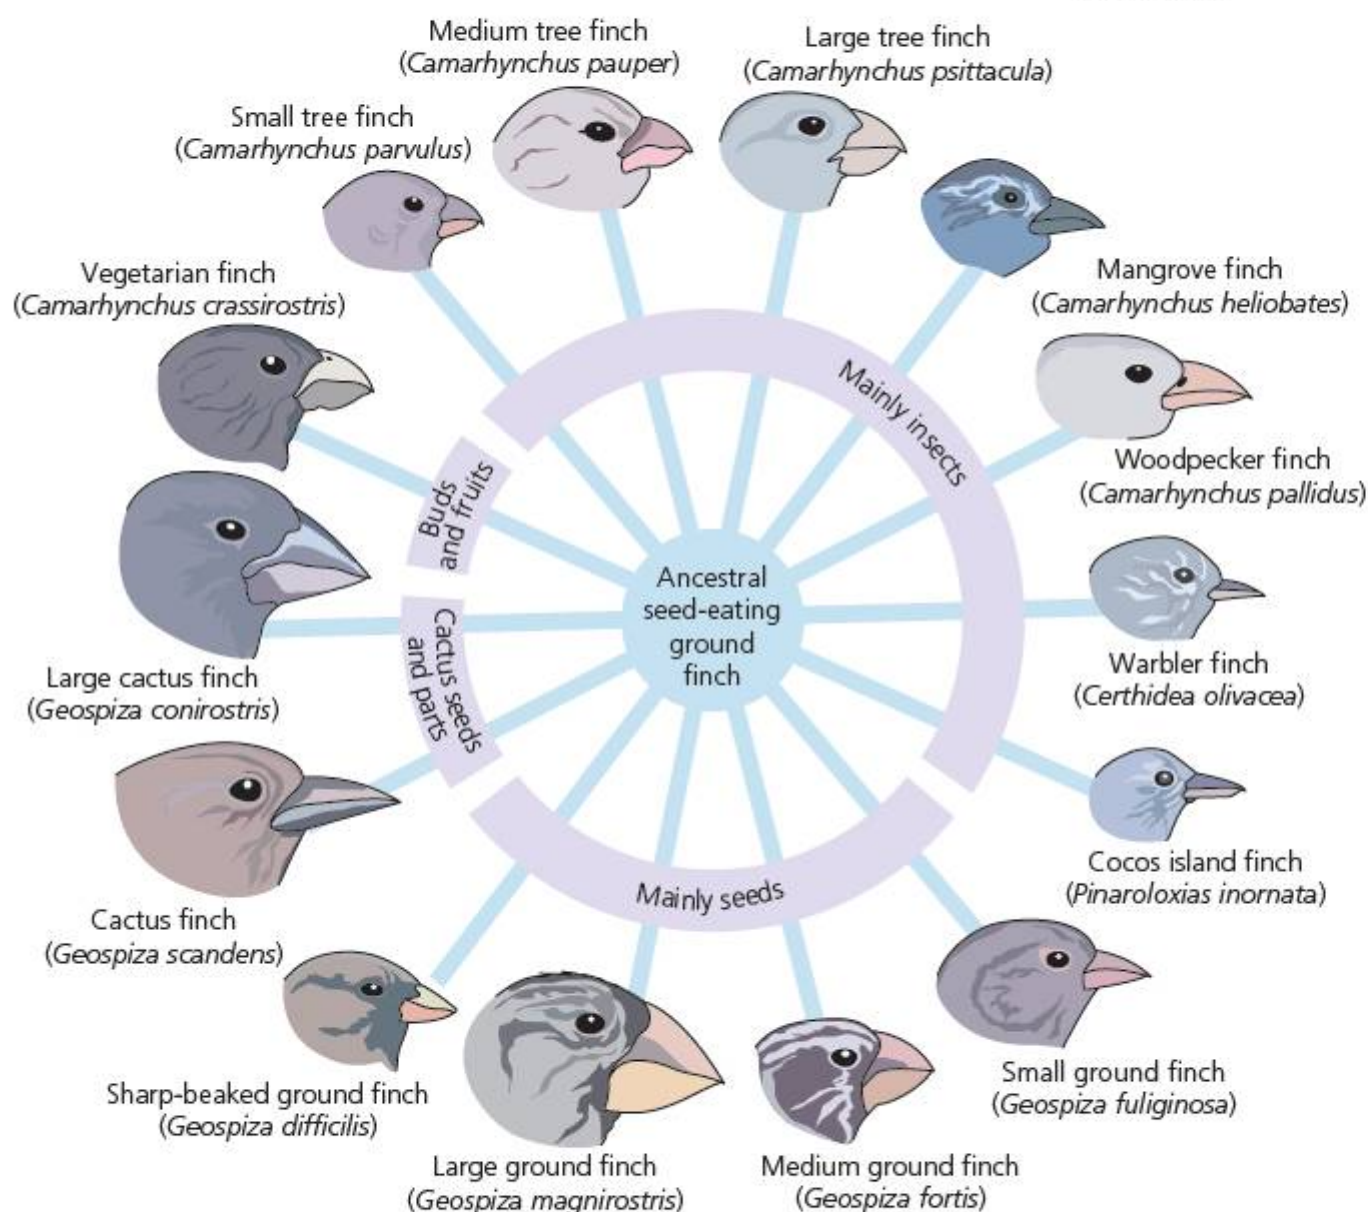 Medium tree finch
(Camarhynchus pauper)
Large tree finch
(Camarhynchus psittacula)
Small tree finch
(Camarhynchus parvulus)
Vegetarian finch
(Camarhynchus crassirostris)
Mangrove finch
(Camarhynchus heliobates)
Mainly insects
Woodpecker finch
(Camarhynchus pallidus)
Buds
and fruits
Ancestral
seed-eating
ground
finch
Cactus seeds
and parts
Large cactus finch
(Geospiza conirostris)
Warbler finch
(Certhidea olivacea)
Mainly seeds
Cocos island finch
(Pinaroloxias inornata)
Cactus finch
(Geospiza scandens)
Sharp-beaked ground finch
(Geospiza difficilis)
Small ground finch
(Geospiza fuliginosa)
Large ground finch
(Geospiza magnirostris)
Medium ground finch
(Geospiza fortis)